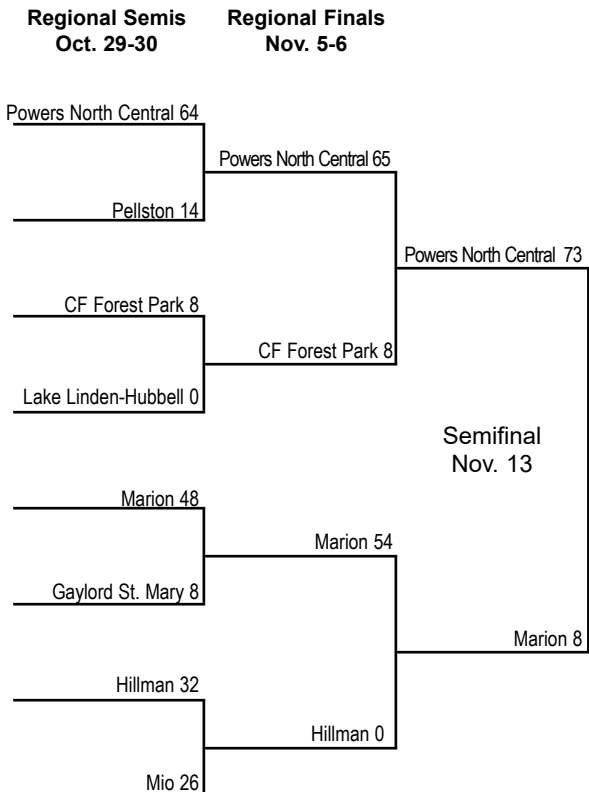 Regional Semis
Oct. 29-30
Regional Finals
Nov. 5-6
Powers North Central 64
Pellston 14
CF Forest Park 8
Lake Linden-Hubbell 0
Marion 48
Gaylord St. Mary 8
Hillman 32
Mio 26
Powers North Central 65
CF Forest Park 8
Marion 54
Hillman 0
Powers North Central 73
Semifinal
Nov. 13
Marion 8